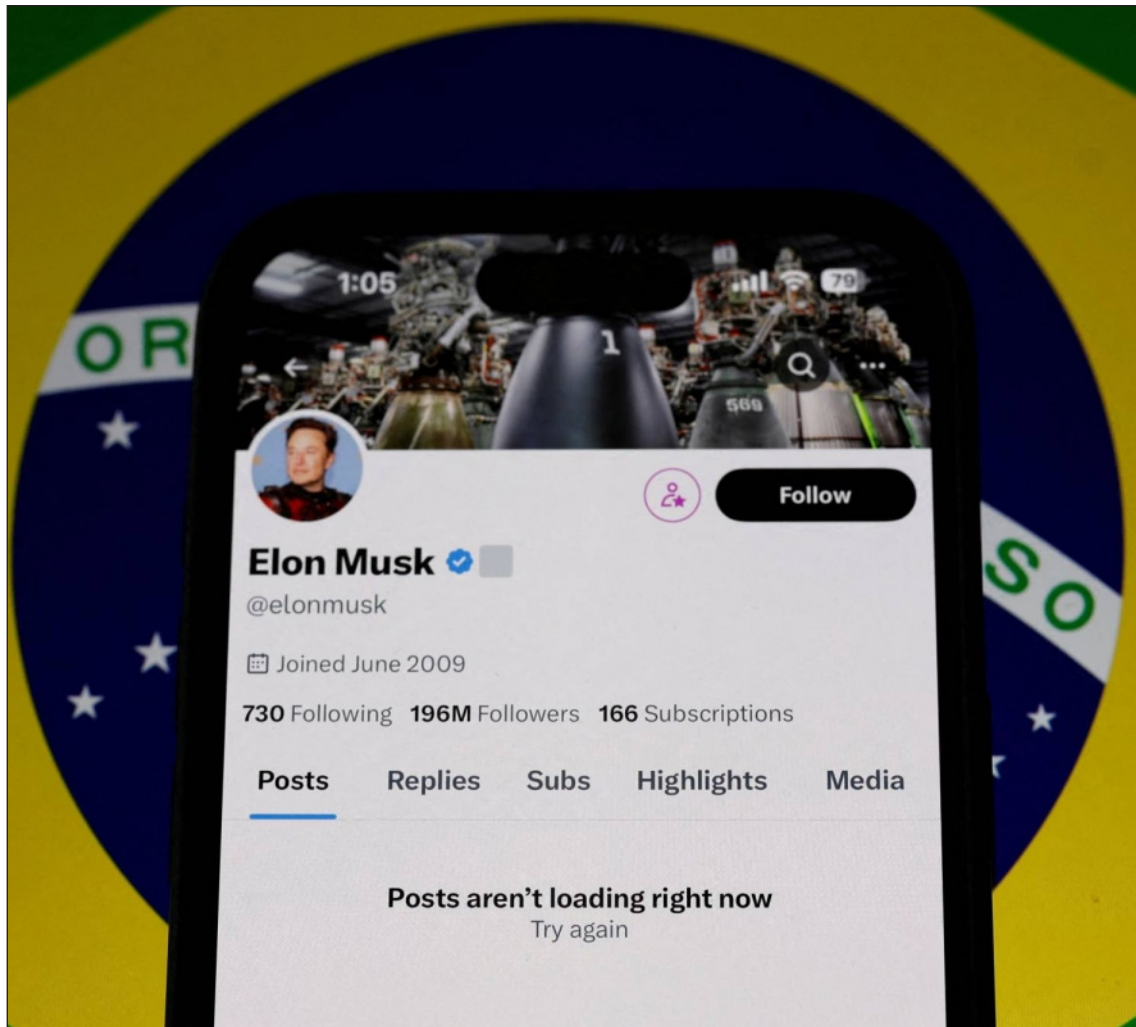 1:05
79
1
569
OR
Follow
Elon Musk
@elonmusk
SO
Joined June 2009
730 Following 196M Followers 166 Subscriptions
Posts Replies Subs Highlights Media
Posts aren’t loading right now
Try again